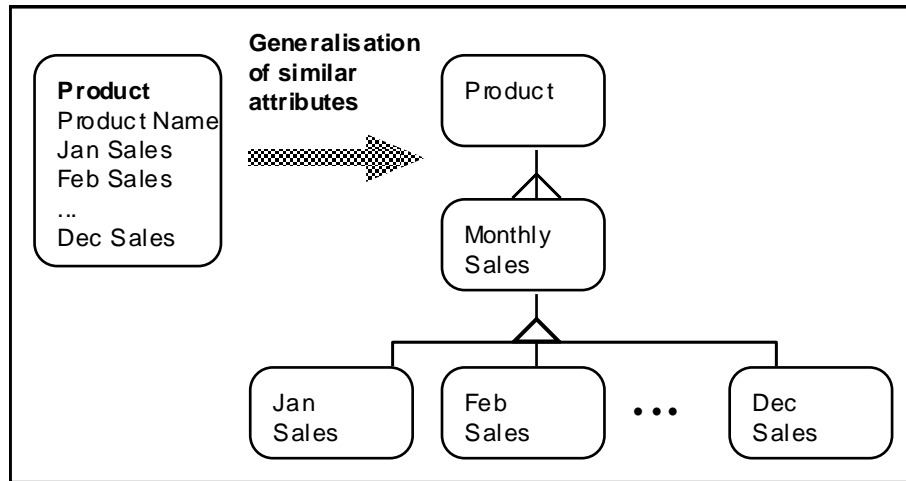 Product
Product Name
Jan Sales
Feb Sales
...
Dec Sales
Generalisation
of similar
attributes
Product
Monthly
Sales
Jan
Sales
Feb
Sales
...
Dec
Sales